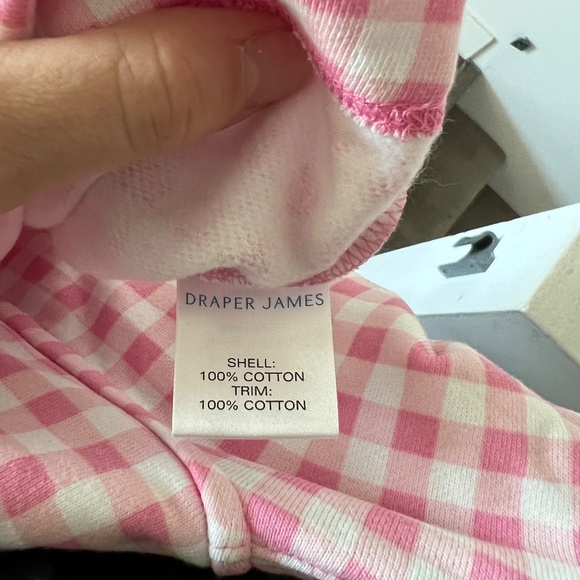 DRAPER JAMES
SHELL:
100% COTTON
TRIM:
100% COTTON